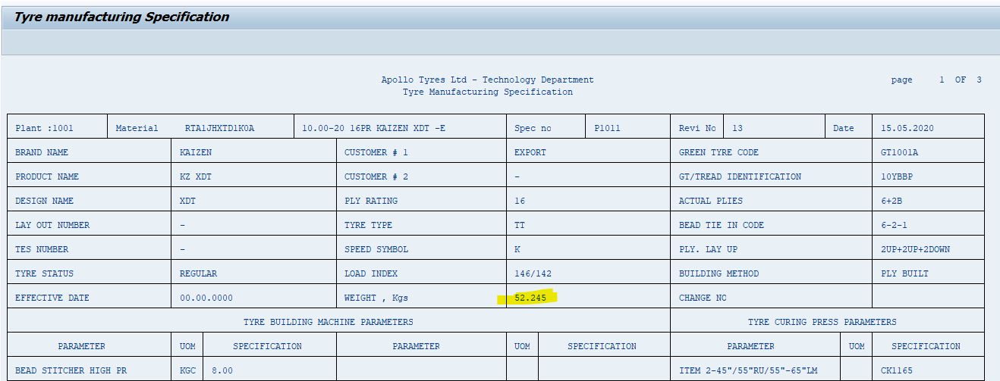 Tyre manufacturing Specification
Apollo Tyres Ltd - Technology Department page 1 OF 3
Tyre Manufacturing Specification
Plant :1001 Material RTA1JHXTD1K0A 10.00-20 16PR KAIZEN XDT -E Spec no P1011 Revi No 13 Date 15.05.2020
BRAND NAME KAIZEN CUSTOMER # 1 EXPORT GREEN TYRE CODE GT1001A
PRODUCT NAME KZ XDT CUSTOMER # 2 - GT/TREAD IDENTIFICATION 10YBBP
DESIGN NAME XDT PLY RATING 16 ACTUAL PLIES 6+2B
LAY OUT NUMBER - TYRE TYPE TT BEAD TIE IN CODE 6-2-1
TES NUMBER - SPEED SYMBOL K PLY. LAY UP 2UP+2UP+2DOWN
TYRE STATUS REGULAR LOAD INDEX 146/142 BUILDING METHOD PLY BUILT
EFFECTIVE DATE 00.00.0000 WEIGHT , Kgs 52.245 CHANGE NO
TYRE BUILDING MACHINE PARAMETERS TYRE CURING PRESS PARAMETERS
PARAMETER UOM SPECIFICATION PARAMETER UOM SPECIFICATION PARAMETER UOM SPECIFICATION
BEAD STITCHER HIGH PR KGC 8.00 ITEM 2-45"/55"RU/55"-65"LM CK1165